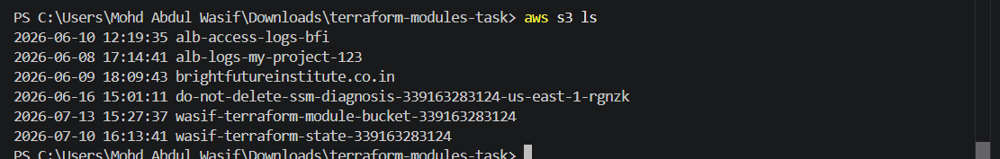 PS C:\Users\Mohd Abdul Wasif\Downloads\terraform-modules-task> aws s3 ls
2026-06-10 12:19:35 alb-access-logs-bfi
2026-06-08 17:14:41 alb-logs-my-project-123
2026-06-09 18:09:43 brightfutureinstitute.co.in
2026-06-16 15:01:11 do-not-delete-ssm-diagnosis-339163283124-us-east-1-rgnzk
2026-07-13 15:27:37 wasif-terraform-module-bucket-339163283124
2026-07-10 16:13:41 wasif-terraform-state-339163283124
PS C:\Users\Mohd Abdul Wasif\Downloads\terraform-modules-task>